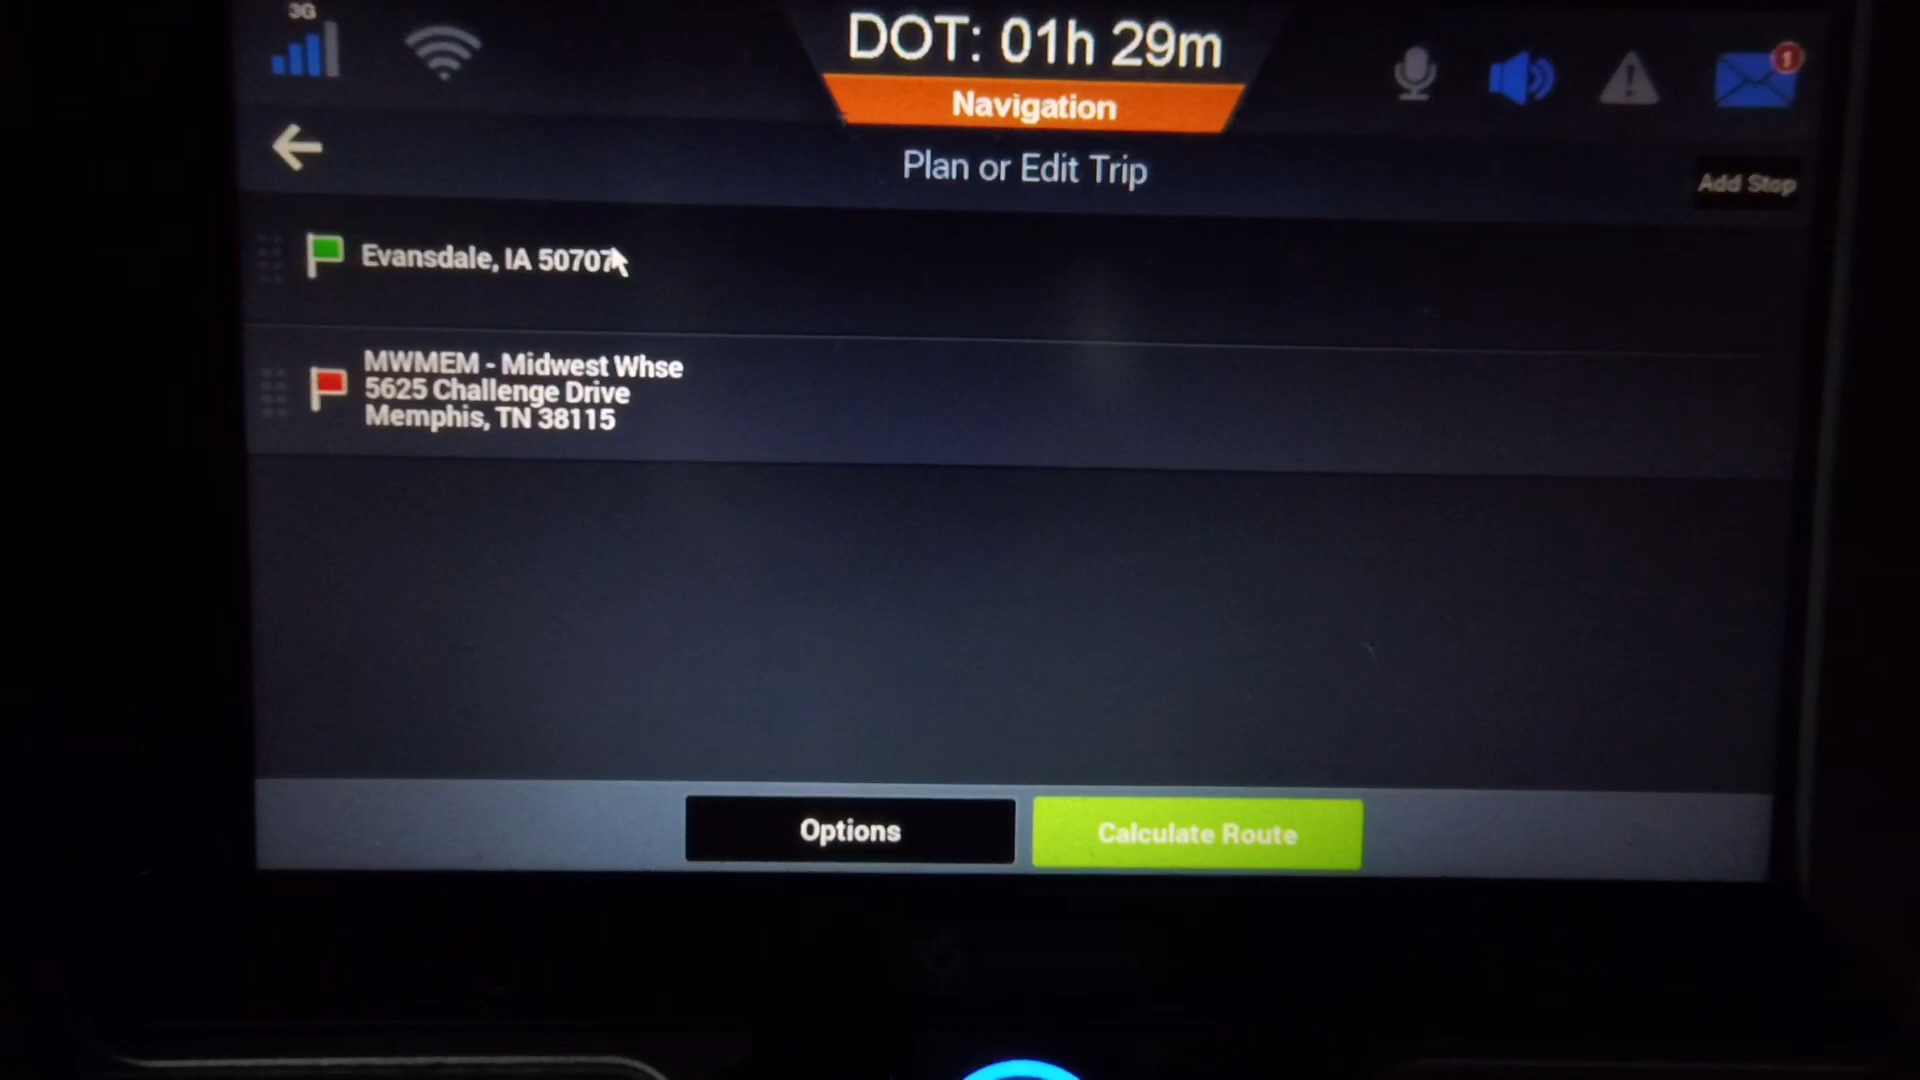 3G
DOT: 01h 29m
1
Navigation
Plan or Edit Trip
Add Stop
Evansdale, IA 50707
MWMEM - Midwest Whse
5625 Challenge Drive
Memphis, TN 38115
Options
Calculate Route